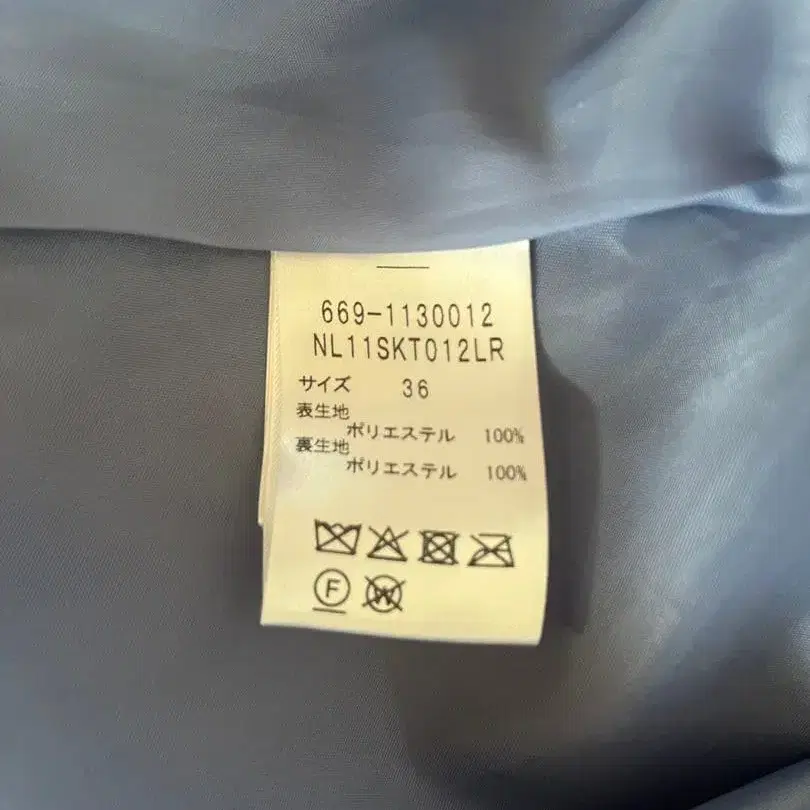 669-1130012
NL11SKT012LR
サイズ 36
表生地
ポリエステル 100%
裏生地
ポリエステル 100%
F W